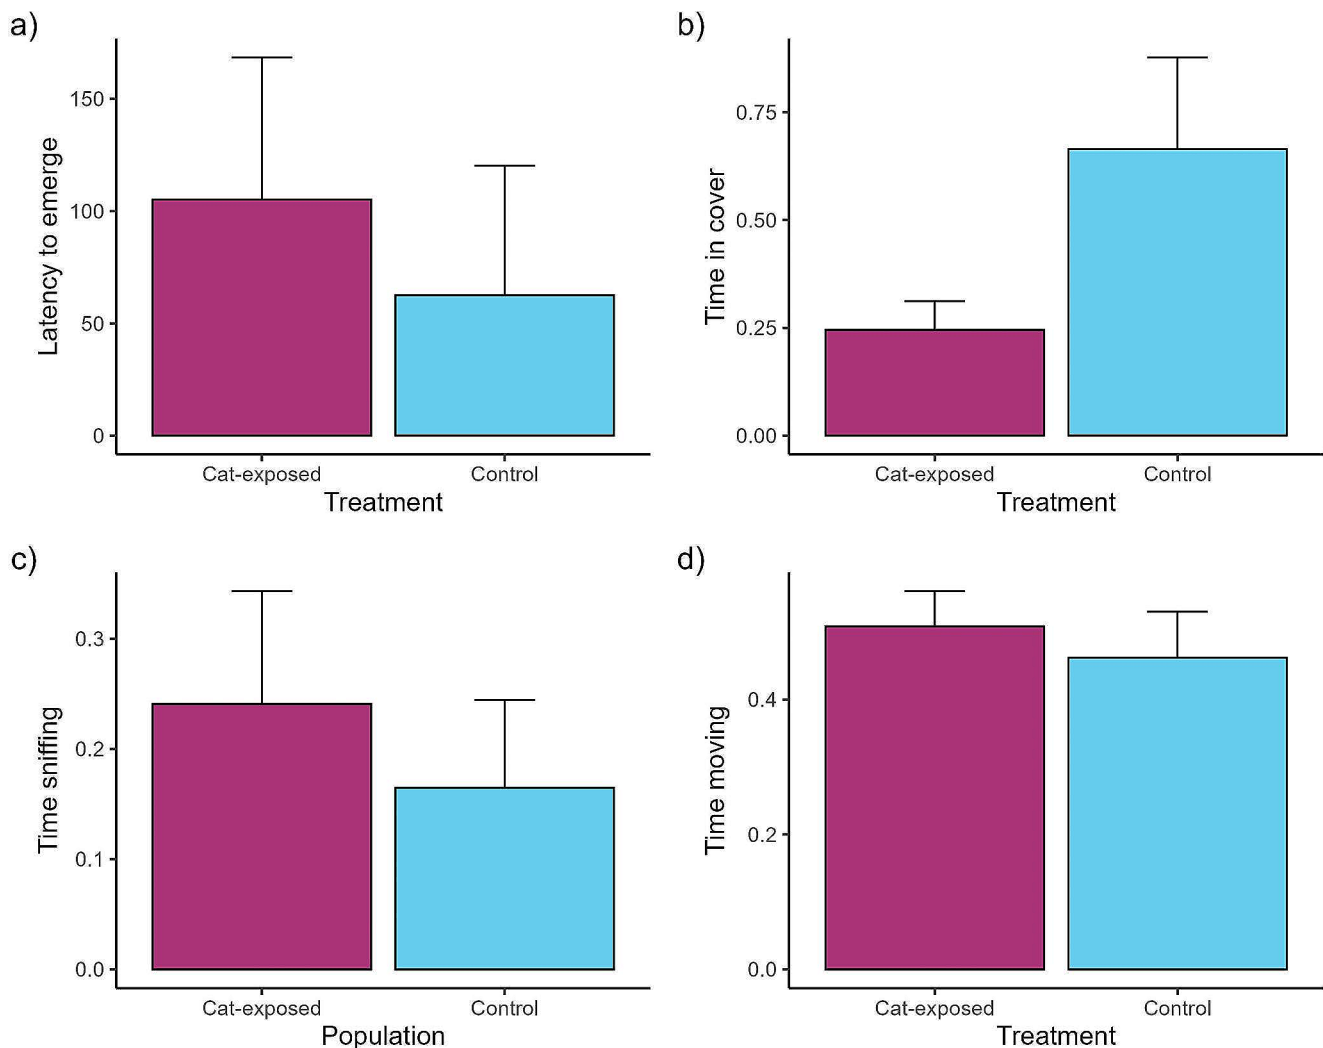 a)
Latency to emerge
150
100
50
0
Cat-exposed Control
Treatment
b)
Time in cover
0.75
0.50
0.25
0.00
Cat-exposed Control
Treatment
c)
Time sniffing
0.3
0.2
0.1
0.0
Cat-exposed Control
Population
d)
Time moving
0.4
0.2
0.0
Cat-exposed Control
Treatment